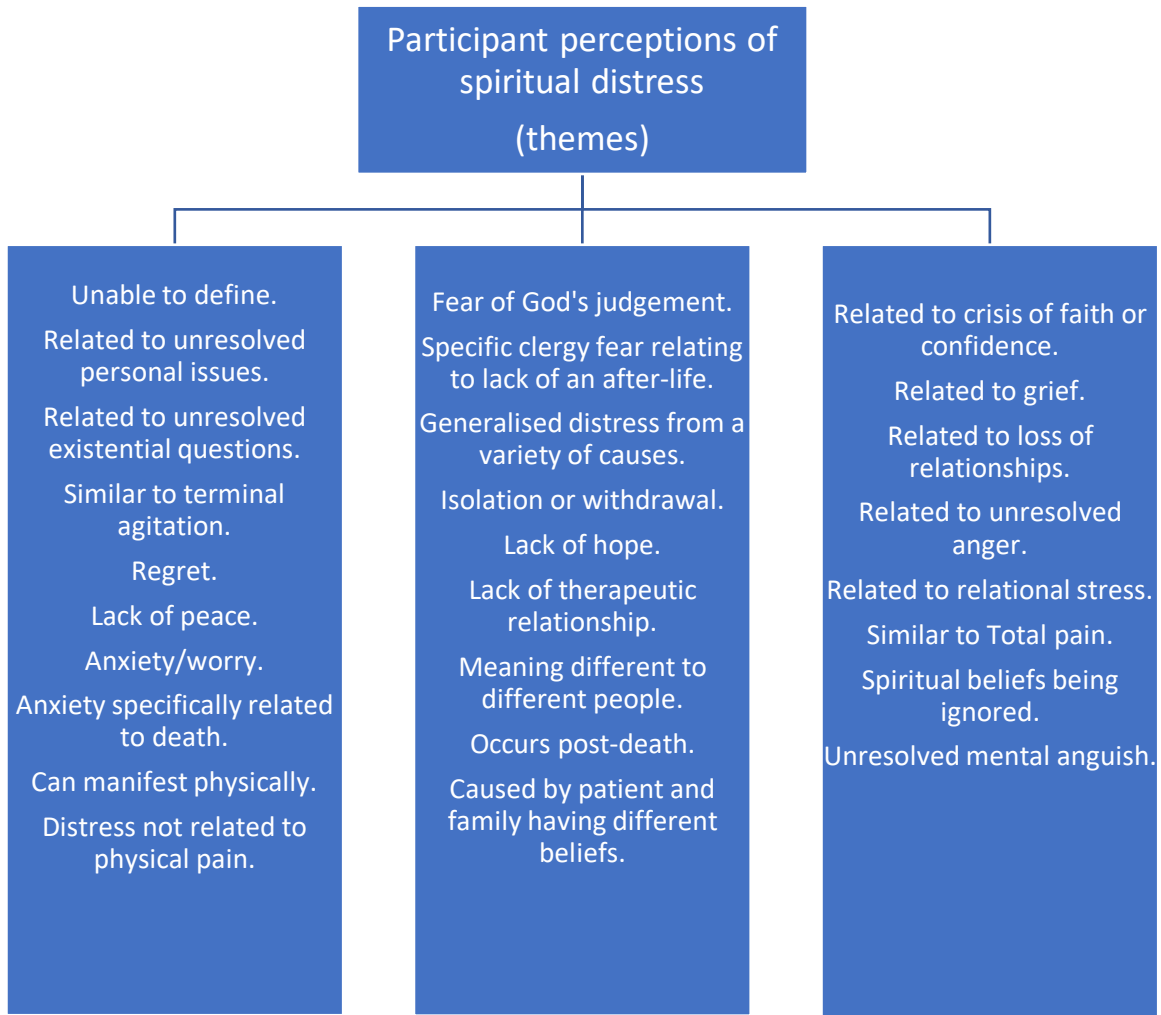 Participant perceptions of
spiritual distress
(themes)
Unable to define.
Related to unresolved
personal issues.
Related to unresolved
existential questions.
Similar to terminal
agitation.
Regret.
Lack of peace.
Anxiety/worry.
Anxiety specifically related
to death.
Can manifest physically.
Distress not related to
physical pain.
Fear of God's judgement.
Specific clergy fear relating
to lack of an after-life.
Generalised distress from a
variety of causes.
Isolation or withdrawal.
Lack of hope.
Lack of therapeutic
relationship.
Meaning different to
different people.
Occurs post-death.
Caused by patient and
family having different
beliefs.
Related to crisis of faith or
confidence.
Related to grief.
Related to loss of
relationships.
Related to unresolved
anger.
Related to relational stress.
Similar to Total pain.
Spiritual beliefs being
ignored.
Unresolved mental anguish.